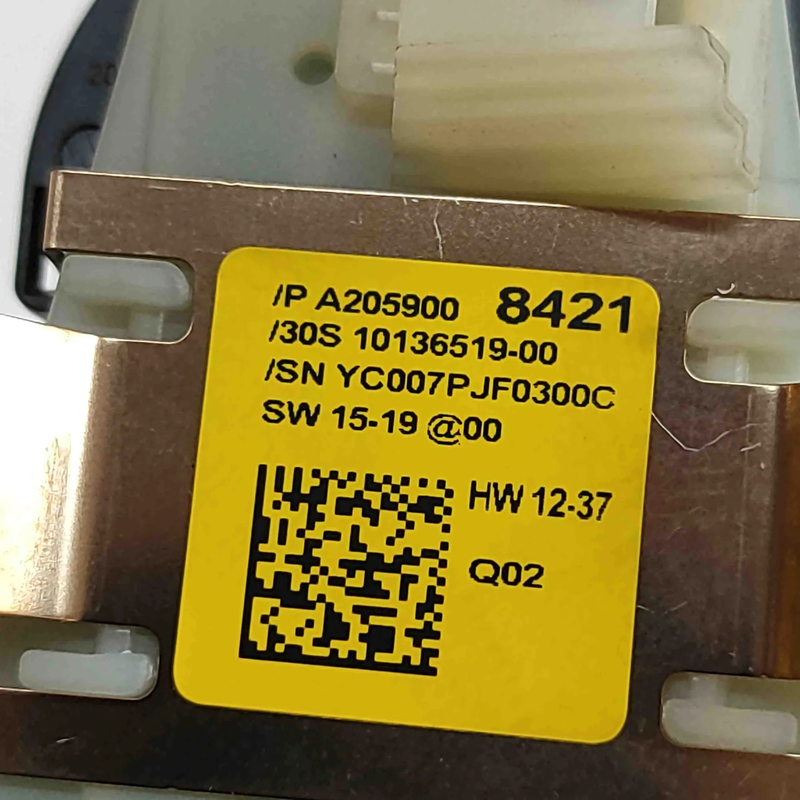 /P A205900 8421
/30S 10136519-00
/SN YC007PJF0300C
SW 15-19 @00
HW 12-37
Q02